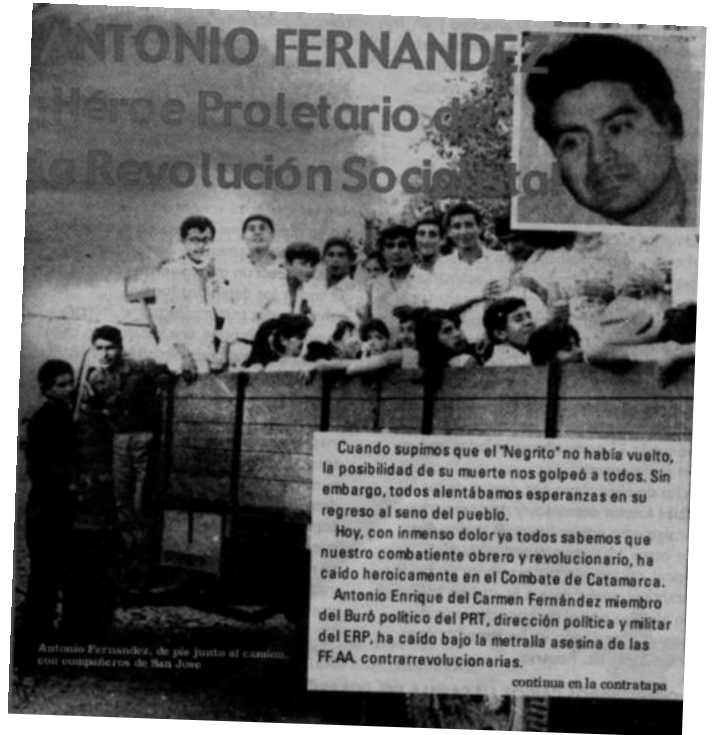 ANTONIO FERNANDEZ
Héroe Proletario de
la Revolución Socialista
Cuando supimos que el "Negrito" no había vuelto,
la posibilidad de su muerte nos golpeó a todos. Sin
embargo, todos alentábamos esperanzas en su
regreso al seno del pueblo.
Hoy, con inmenso dolor ya todos sabemos que
nuestro combatiente obrero y revolucionario, ha
caído heroicamente en el Combate de Catamarca.
Antonio Enrique del Carmen Fernández miembro
del Buró político del PRT, dirección política y militar
del ERP, ha caído bajo la metralla asesina de las
FF.AA. contrarrevolucionarias.
continua en la contratapa
Antonio Fernandez, de pie junto al camion,
con compañeros de San Jose